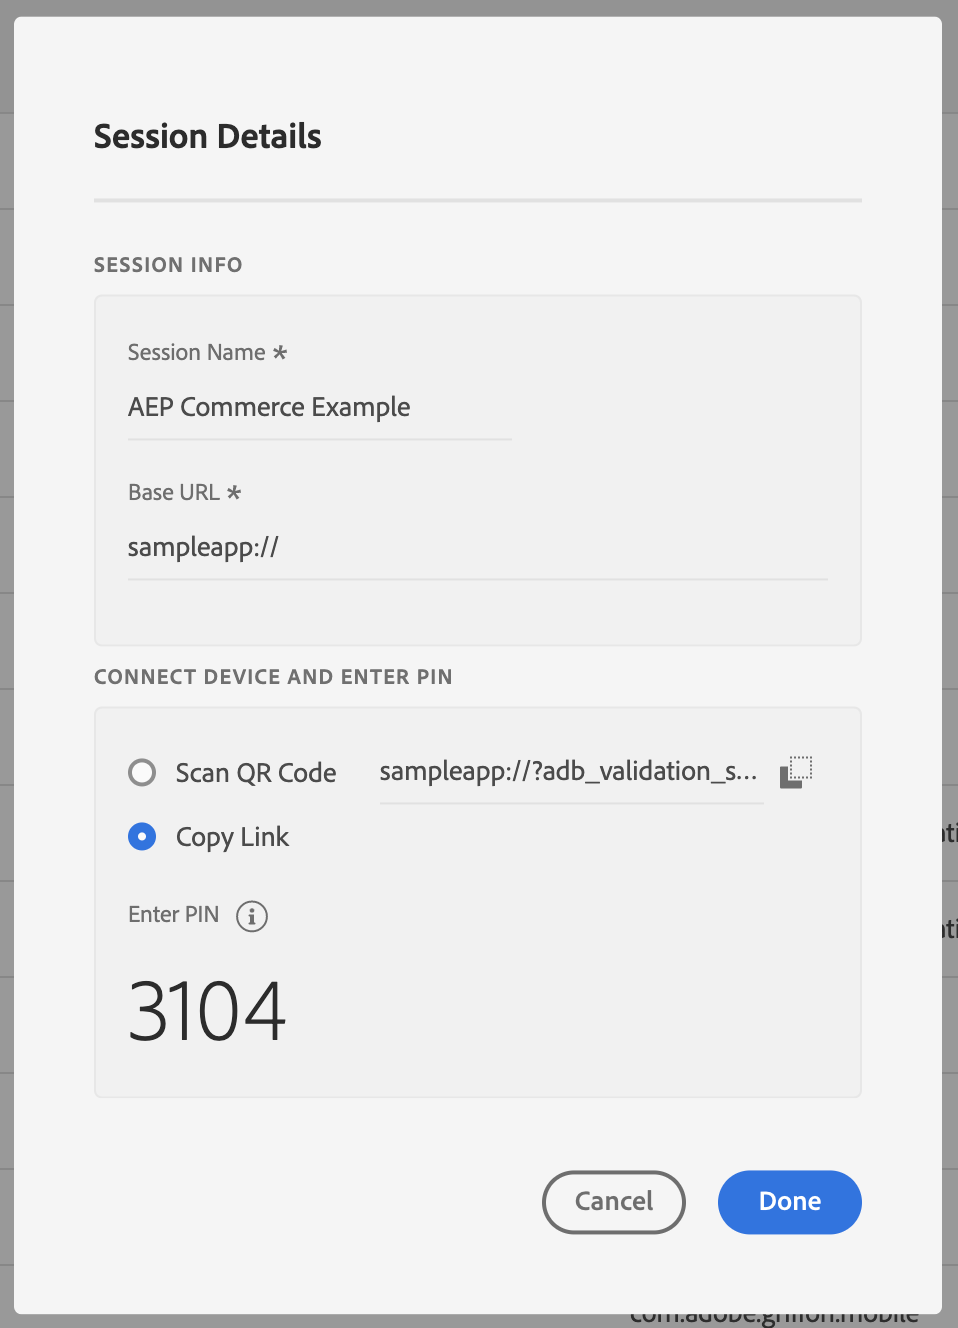 Session Details
SESSION INFO
Session Name *
AEP Commerce Example
Base URL *
sampleapp://
CONNECT DEVICE AND ENTER PIN
Scan QR Code
sampleapp://?adb_validation_s...
Copy Link
Enter PIN
3104
Cancel
Done
com.adobe.griffon.mobile